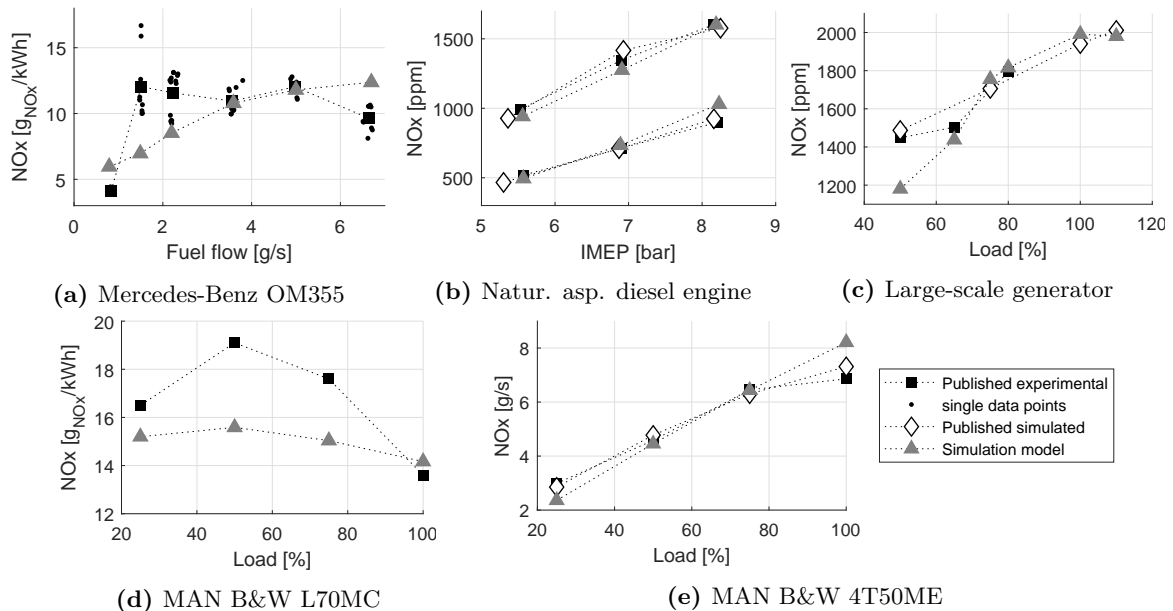 15
10
5
0
2
4
6
NOx [gNOx/kWh]
Fuel flow [g/s]
(a) Mercedes-Benz OM355
1500
1000
500
5
6
7
8
9
NOx [ppm]
IMEP [bar]
(b) Natur. asp. diesel engine
2000
1800
1600
1400
1200
40
60
80
100
120
NOx [ppm]
Load [%]
(c) Large-scale generator
20
18
16
14
12
20
40
60
80
100
NOx [gNOx/kWh]
Load [%]
(d) MAN B&W L70MC
8
6
4
2
20
40
60
80
100
NOx [g/s]
Load [%]
(e) MAN B&W 4T50ME
Published experimental
single data points
Published simulated
Simulation model